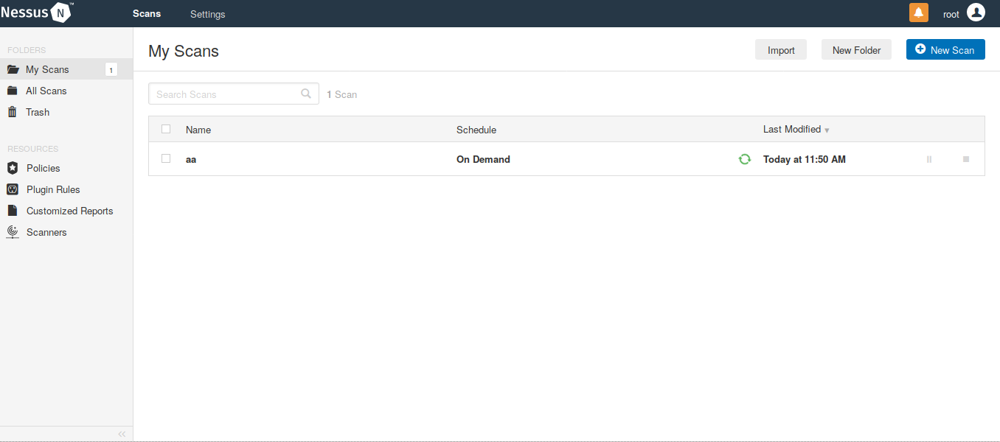 Nessus N ™
Scans
Settings
root
FOLDERS
My Scans
1
All Scans
Trash
RESOURCES
Policies
Plugin Rules
Customized Reports
Scanners
My Scans
Import
New Folder
New Scan
Search Scans
1 Scan
Name
Schedule
Last Modified ▼
aa
On Demand
Today at 11:50 AM